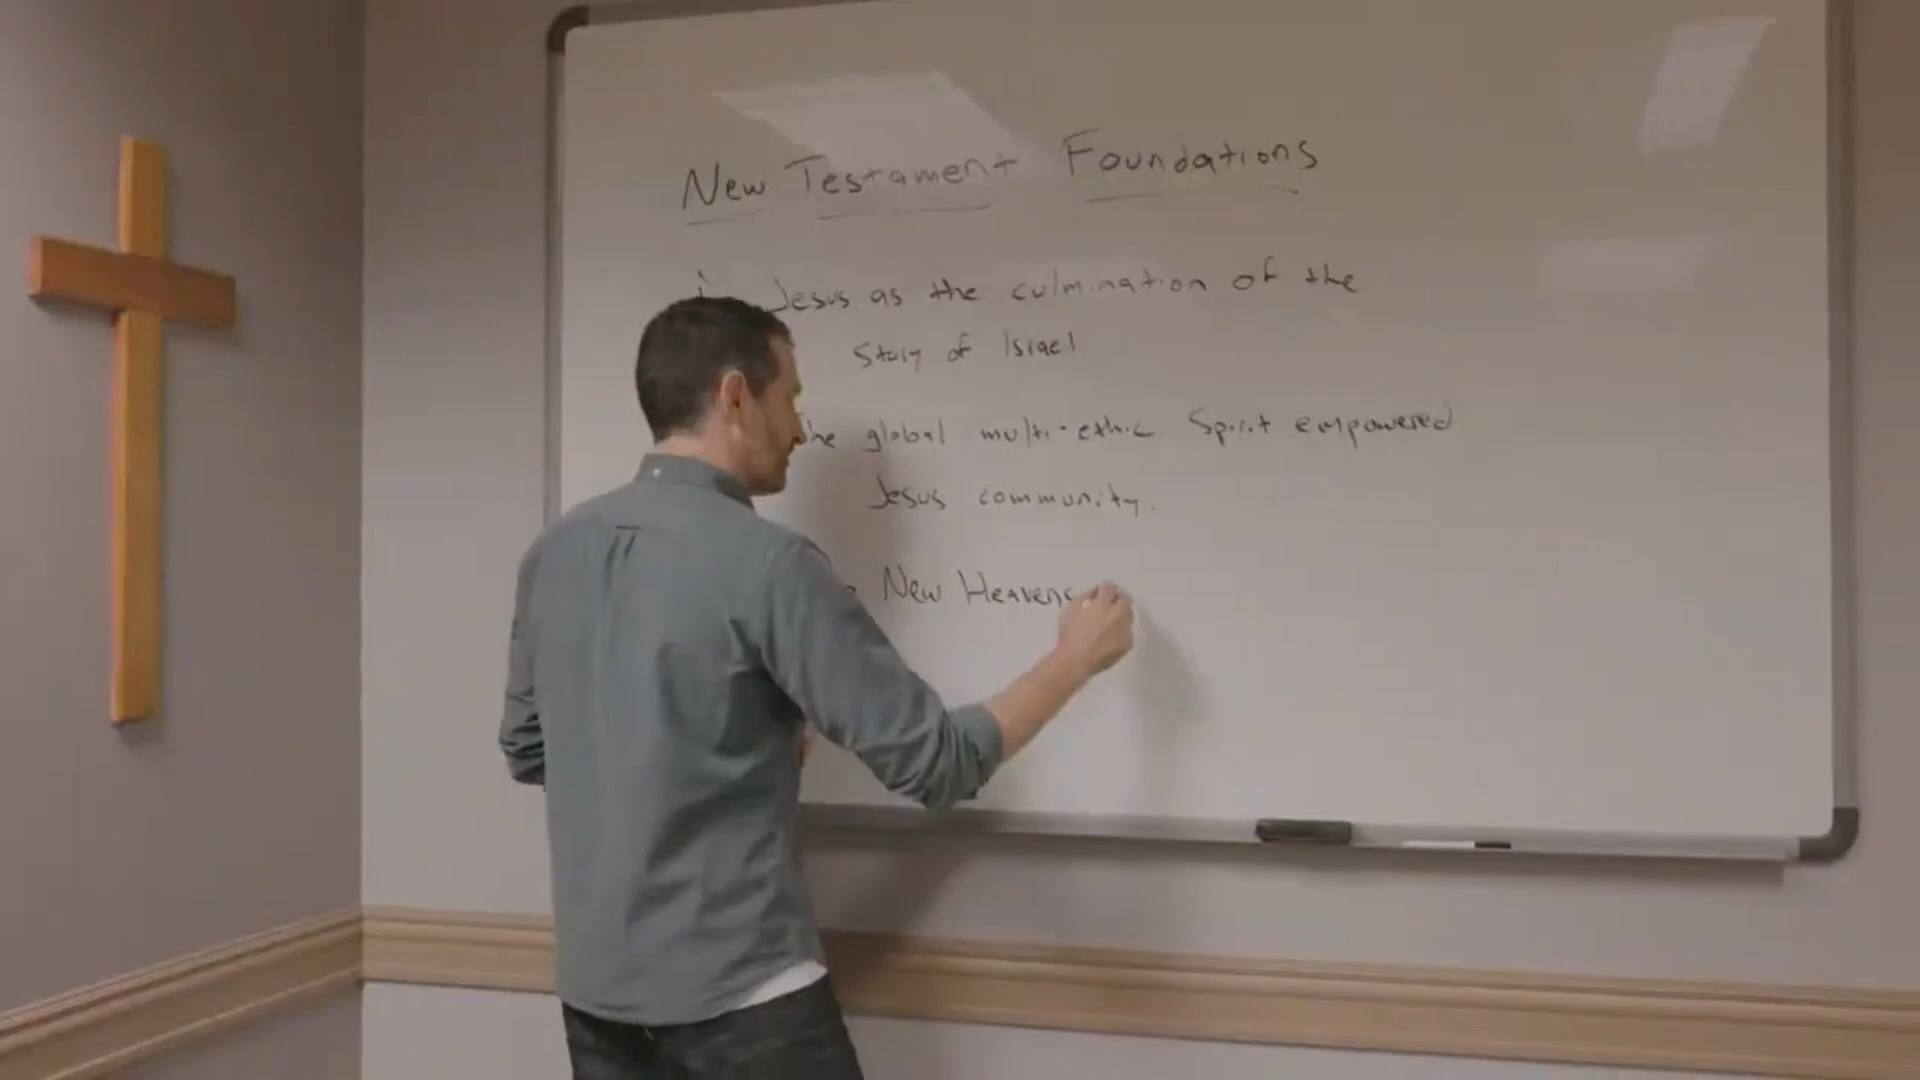 New Testament Foundations
Jesus as the culmination of the
Story of Israel
The global multi-ethic Spirit empowered
Jesus community.
New Heavens